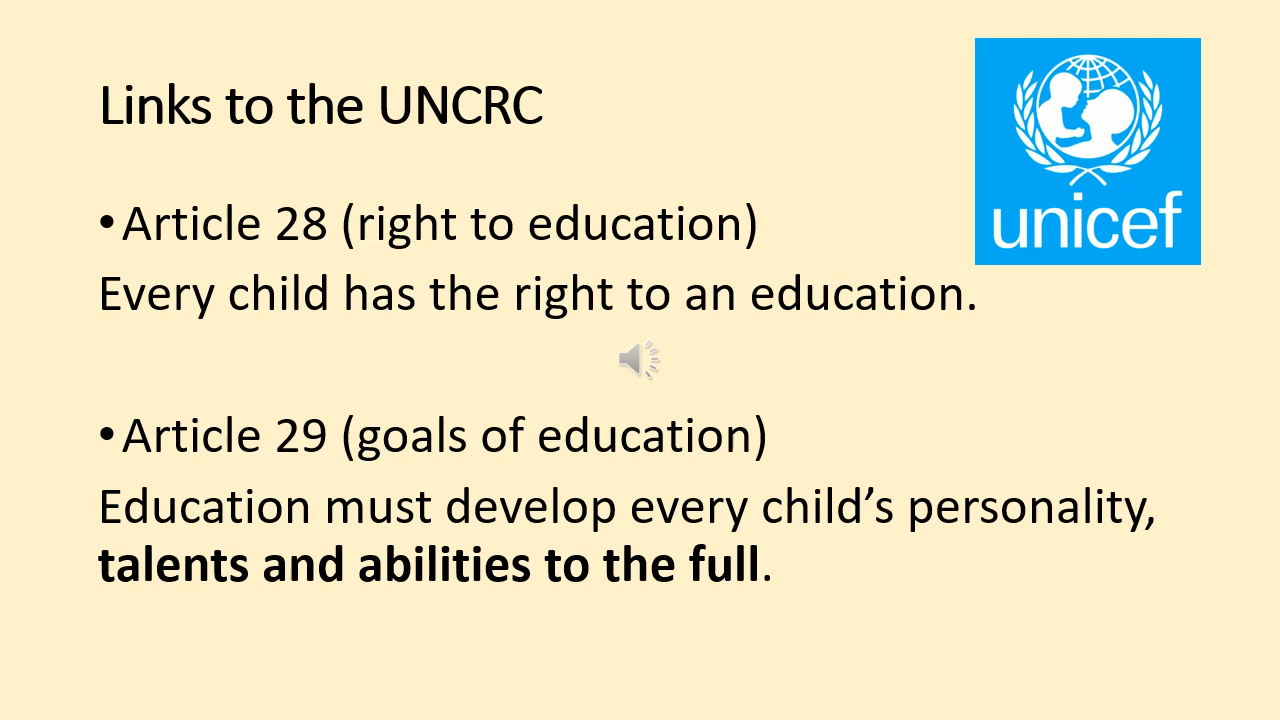 Links to the UNCRC
unicef
•Article 28 (right to education)
Every child has the right to an education.
•Article 29 (goals of education)
Education must develop every child’s personality,
talents and abilities to the full.